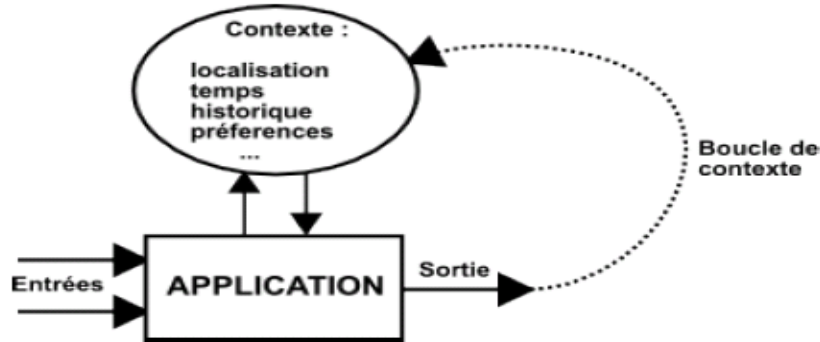 Contexte :
localisation
temps
historique
préferences
...
Boucle de
contexte
Entrées
APPLICATION
Sortie